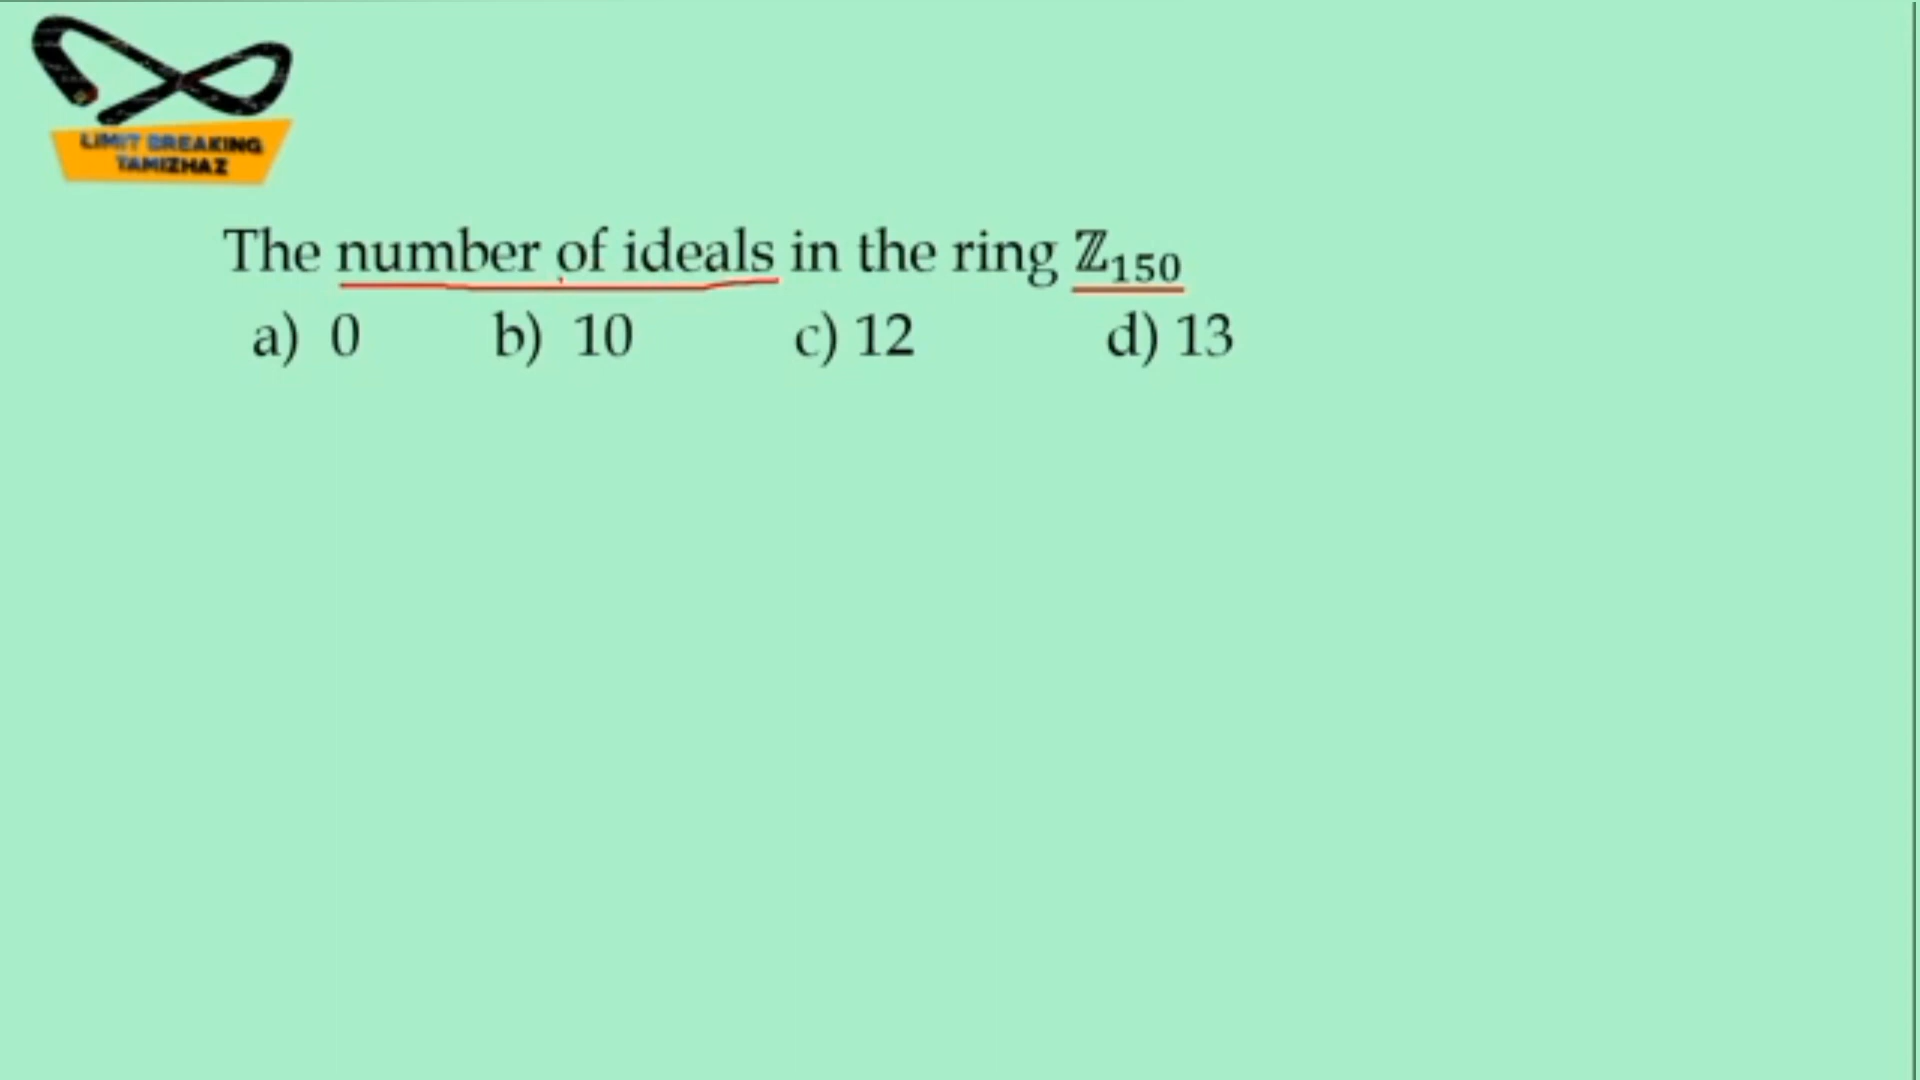 LIMIT BREAKING
TAMIZHAZ
The number of ideals in the ring ℤ₁₅₀
a) 0 b) 10 c) 12 d) 13